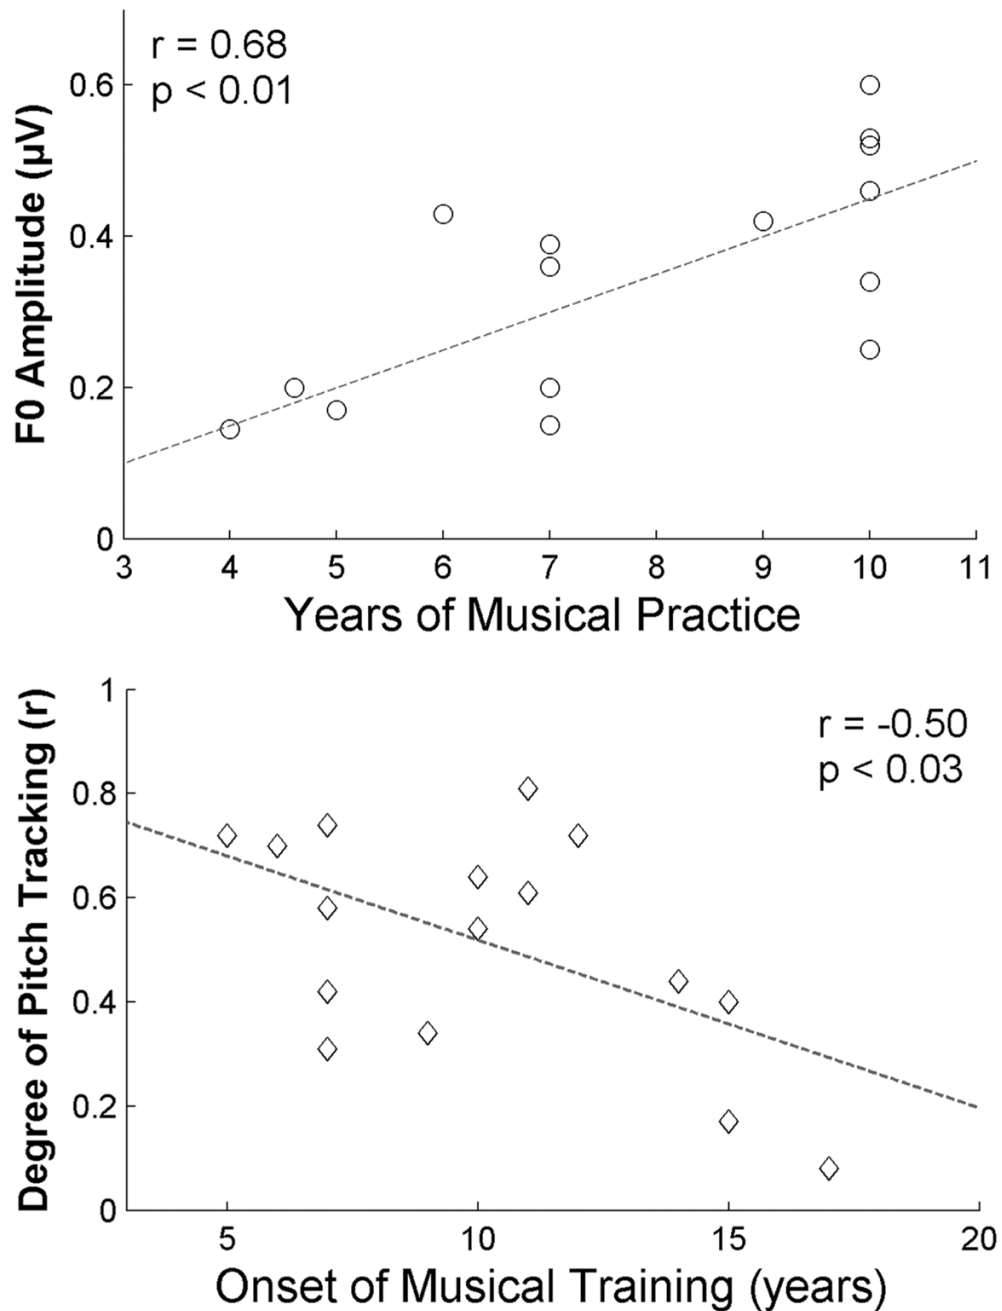 r = 0.68
p < 0.01
F0 Amplitude (µV)
0.6
0.4
0.2
0
3 4 5 6 7 8 9 10 11
Years of Musical Practice
Degree of Pitch Tracking (r)
r = -0.50
p < 0.03
1
0.8
0.6
0.4
0.2
0
5 10 15 20
Onset of Musical Training (years)